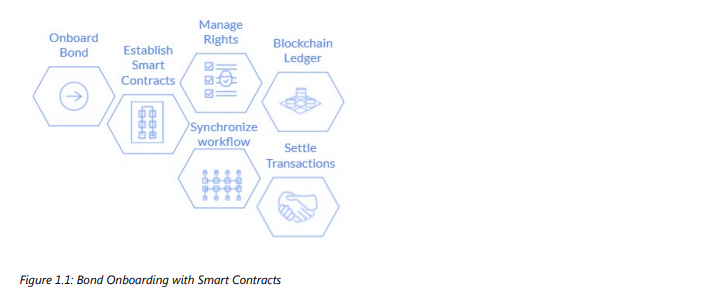 Onboard
Bond
Establish
Smart
Contracts
Manage
Rights
Blockchain
Ledger
Synchronize
workflow
Settle
Transactions
Figure 1.1: Bond Onboarding with Smart Contracts